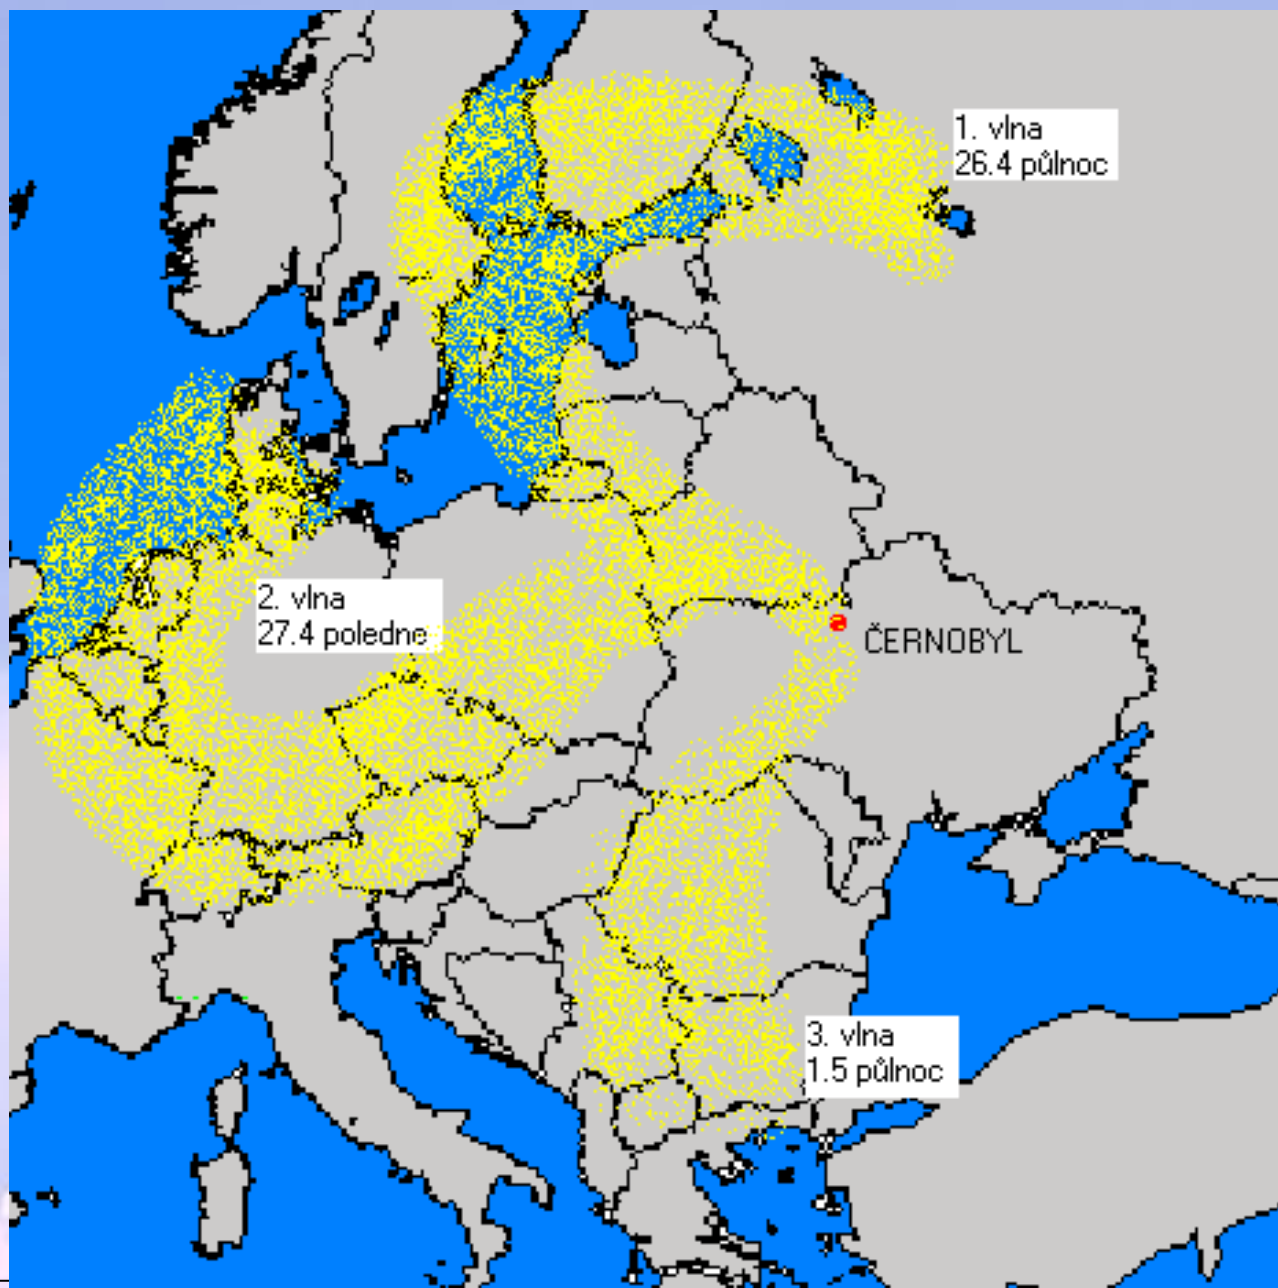 1. vlna
26.4 půlnoc
2. vlna
27.4 poledne
ČERNOBYL
3. vlna
1.5 půlnoc